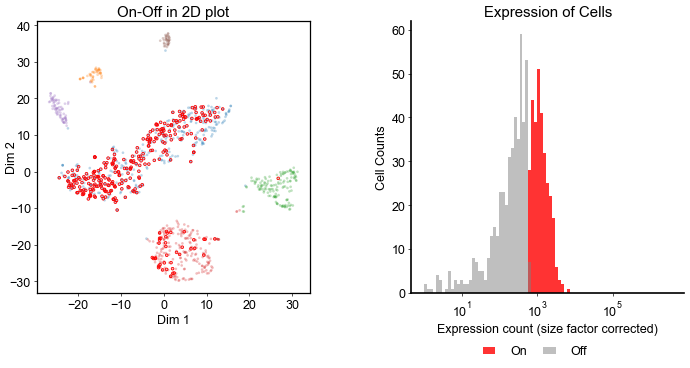 On-Off in 2D plot
Dim 2
40
30
20
10
0
−10
−20
−30
−20 −10 0 10 20 30
Dim 1
Expression of Cells
Cell Counts
60
50
40
30
20
10
0
10^1 10^3 10^5
Expression count (size factor corrected)
On Off